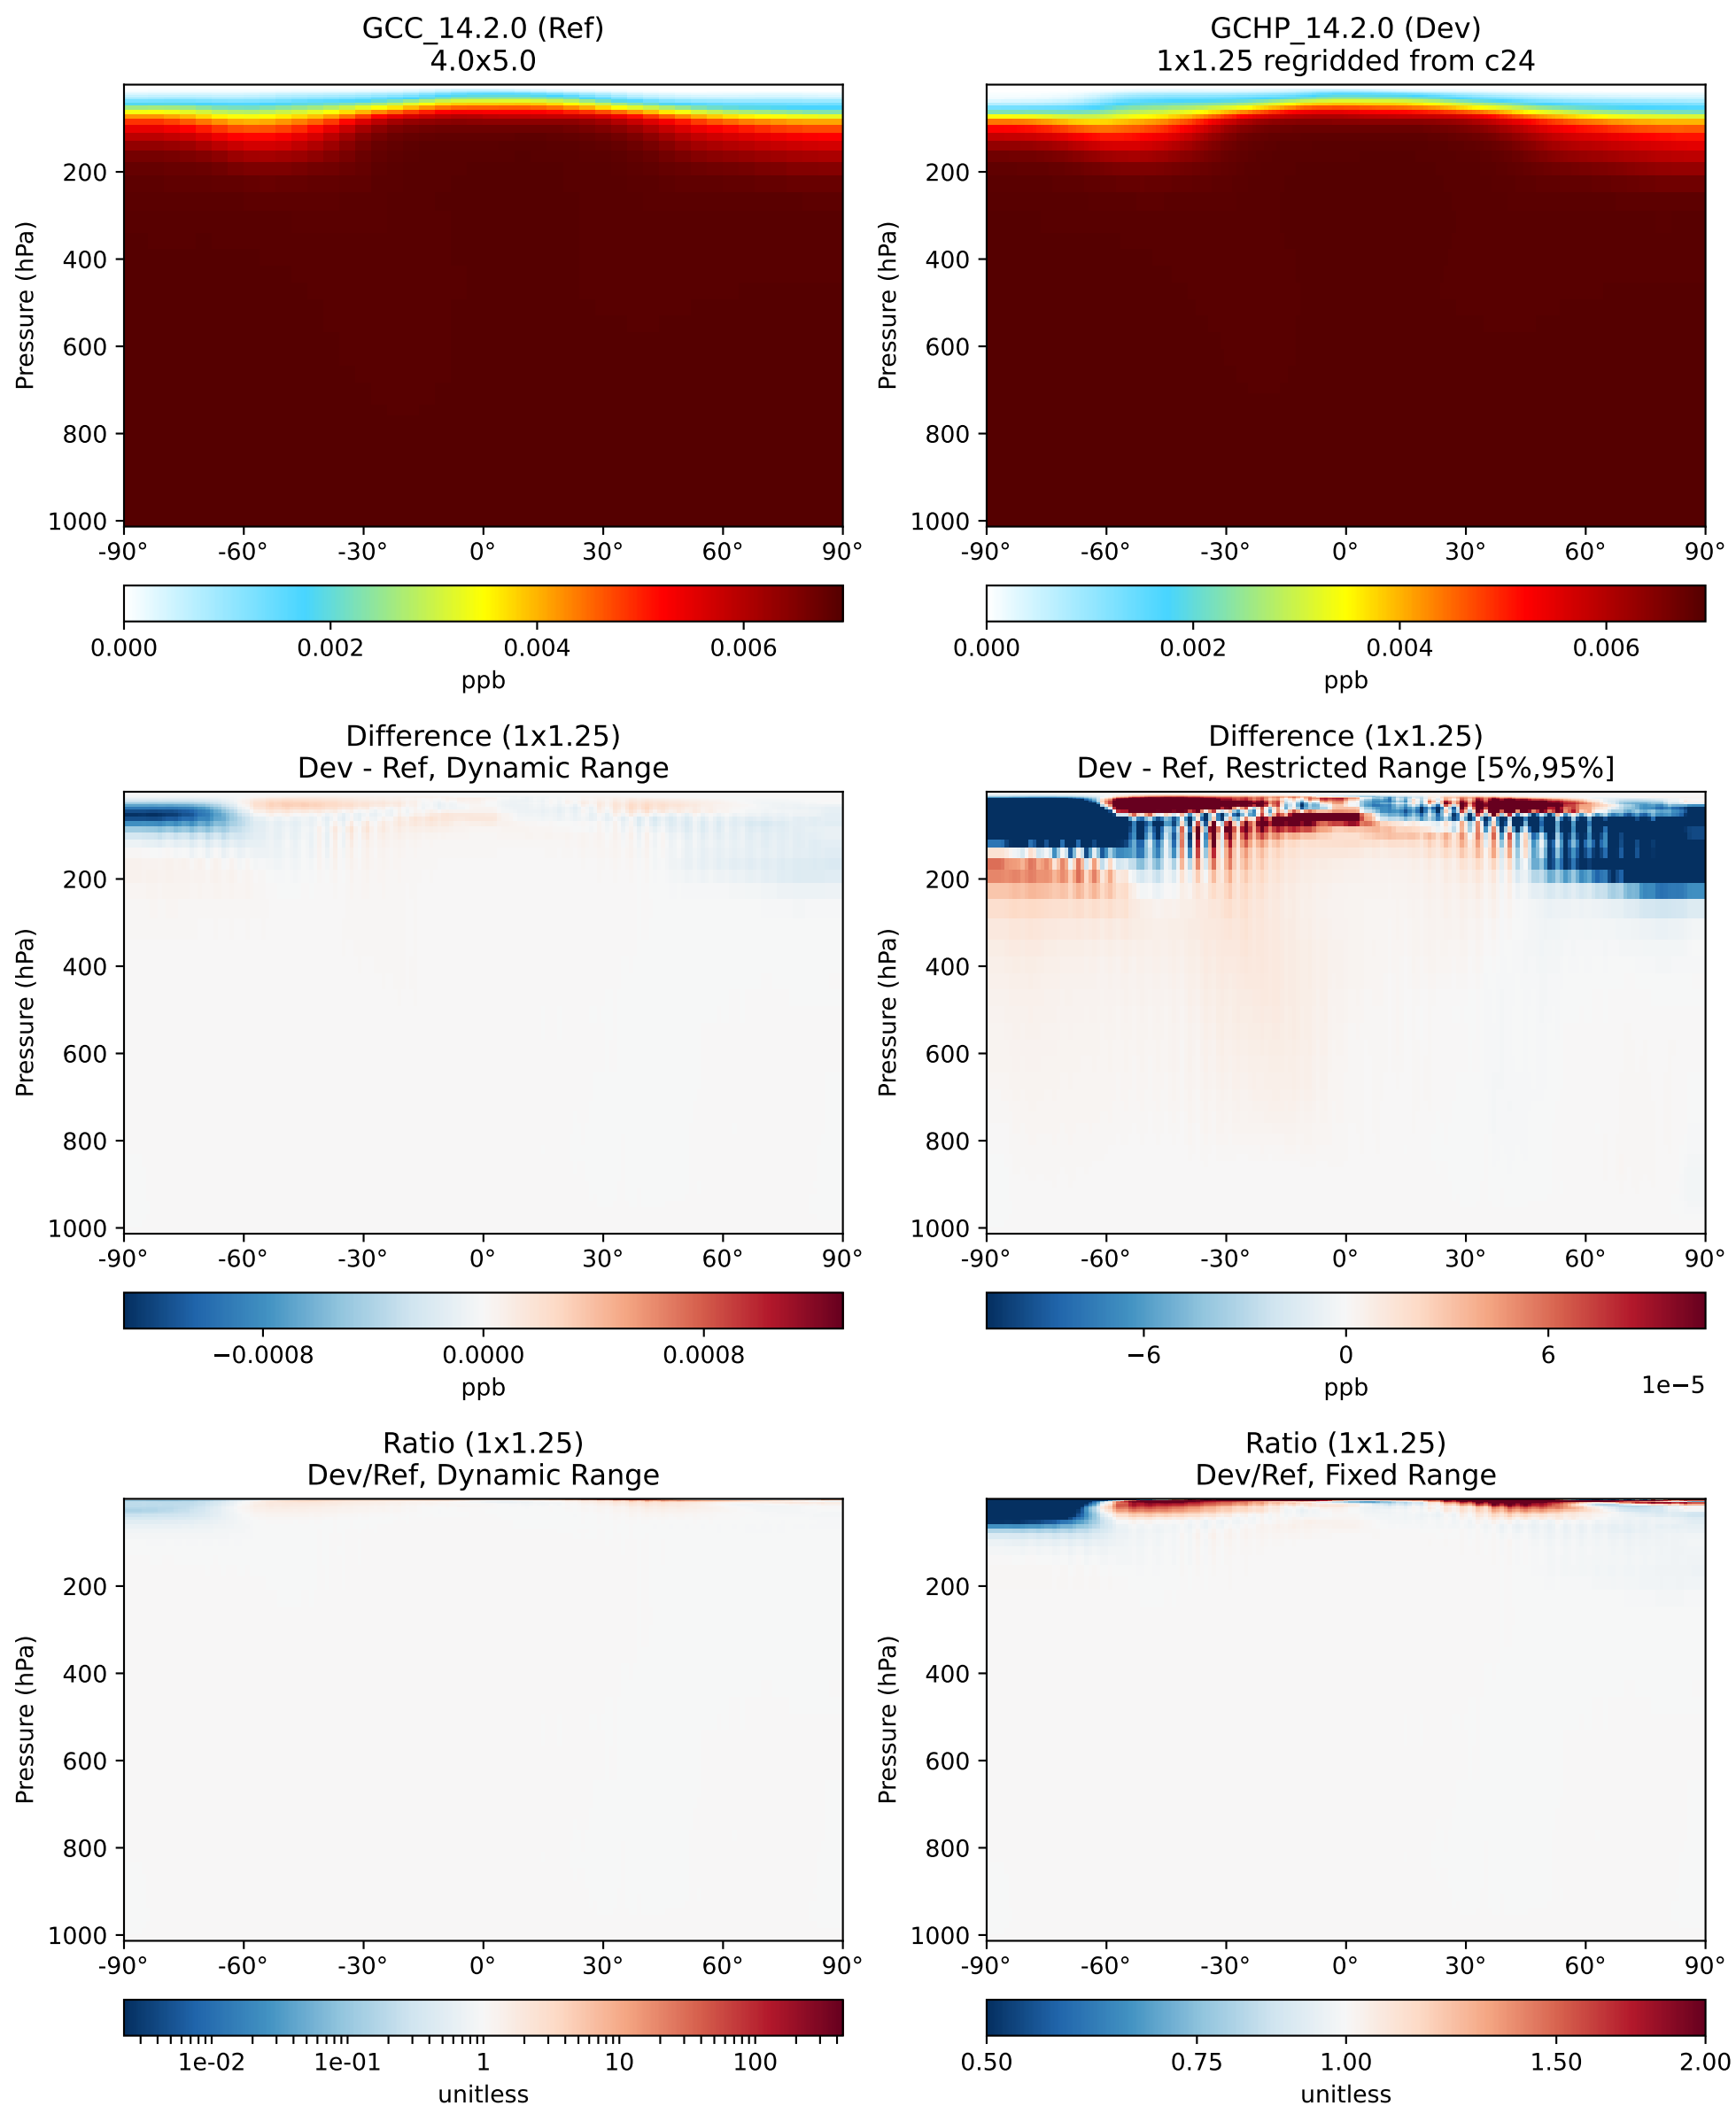 GCC_14.2.0 (Ref)
4.0x5.0
Pressure (hPa)
200
400
600
800
1000
-90° -60° -30° 0° 30° 60° 90°
0.000 0.002 0.004 0.006
ppb
GCHP_14.2.0 (Dev)
1x1.25 regridded from c24
Pressure (hPa)
200
400
600
800
1000
-90° -60° -30° 0° 30° 60° 90°
0.000 0.002 0.004 0.006
ppb
Difference (1x1.25)
Dev - Ref, Dynamic Range
Pressure (hPa)
200
400
600
800
1000
-90° -60° -30° 0° 30° 60° 90°
−0.0008 0.0000 0.0008
ppb
Difference (1x1.25)
Dev - Ref, Restricted Range [5%,95%]
Pressure (hPa)
200
400
600
800
1000
-90° -60° -30° 0° 30° 60° 90°
−6 0 6
ppb
1e−5
Ratio (1x1.25)
Dev/Ref, Dynamic Range
Pressure (hPa)
200
400
600
800
1000
-90° -60° -30° 0° 30° 60° 90°
1e-02 1e-01 1 10 100
unitless
Ratio (1x1.25)
Dev/Ref, Fixed Range
Pressure (hPa)
200
400
600
800
1000
-90° -60° -30° 0° 30° 60° 90°
0.50 0.75 1.00 1.50 2.00
unitless